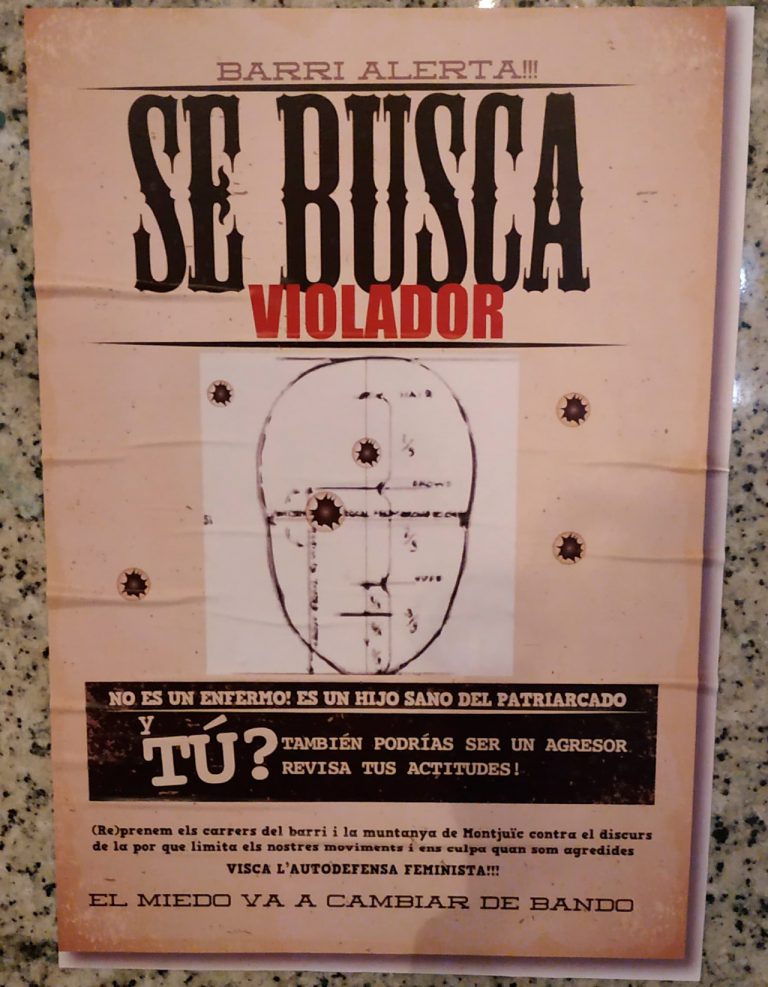 BARRI ALERTA!!!
SE BUSCA
VIOLADOR
HAIR
1/3
BROWS
1/3
NOSE
1/3
NO ES UN ENFERMO! ES UN HIJO SANO DEL PATRIARCADO
Y
TÚ?
TAMBIÉN PODRÍAS SER UN AGRESOR
REVISA TUS ACTITUDES!
(Re)prenem els carrers del barri i la muntanya de Montjuïc contra el discurs
de la por que limita els nostres moviments i ens culpa quan som agredides
VISCA L'AUTODEFENSA FEMINISTA!!!
EL MIEDO VA A CAMBIAR DE BANDO